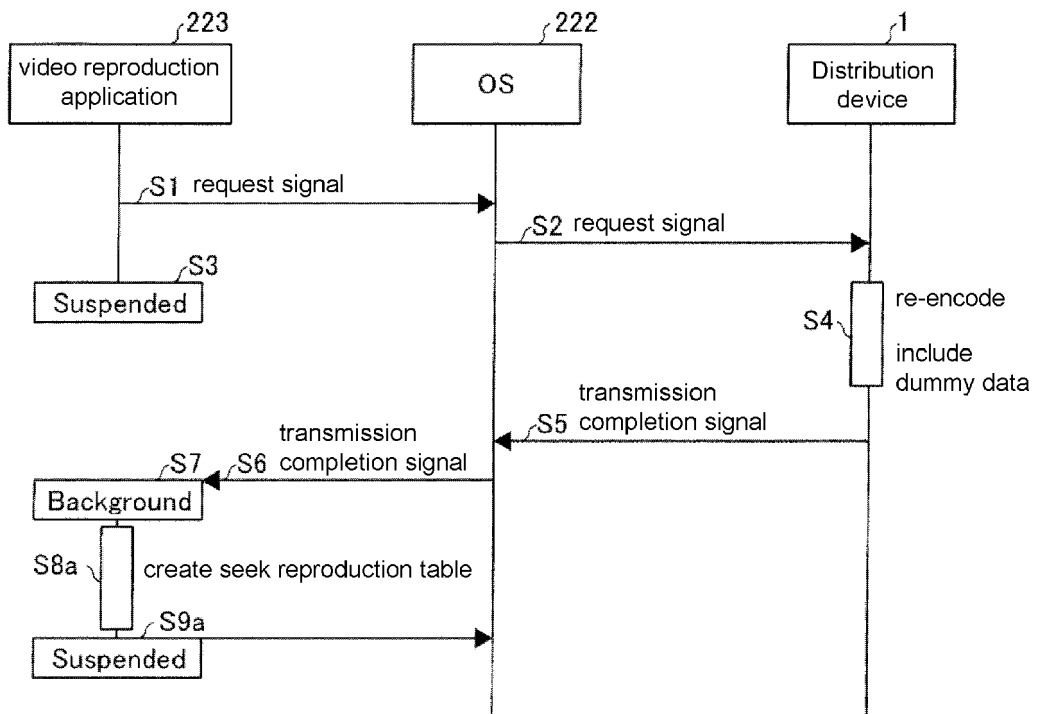 223
222
1
video reproduction
application
OS
Distribution
device
S1 request signal
S2 request signal
S3
Suspended
S4
re-encode
include
dummy data
transmission
S5 completion signal
transmission
S6 completion signal
S7
Background
S8a
create seek reproduction table
S9a
Suspended